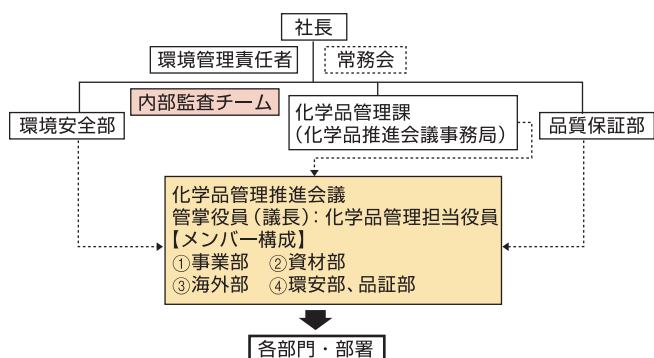 社長
環境管理責任者
常務会
内部監査チーム
環境安全部
化学品管理課
（化学品推進会議事務局）
品質保証部
化学品管理推進会議
管掌役員（議長）：化学品管理担当役員
【メンバー構成】
①事業部　②資材部
③海外部　④環安部、品証部
各部門・部署